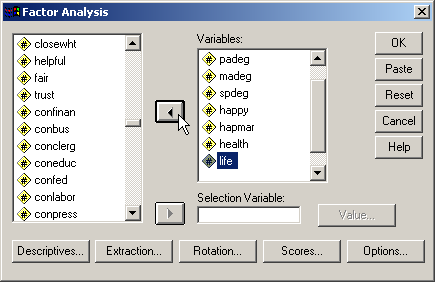 Factor Analysis
closewht
helpful
fair
trust
confinan
conbus
conclerg
coneduc
confed
conlabor
conpress
Variables:
padeg
madeg
spdeg
happy
hapmar
health
life
Selection Variable:
Value...
OK
Paste
Reset
Cancel
Help
Descriptives...
Extraction...
Rotation...
Scores...
Options...